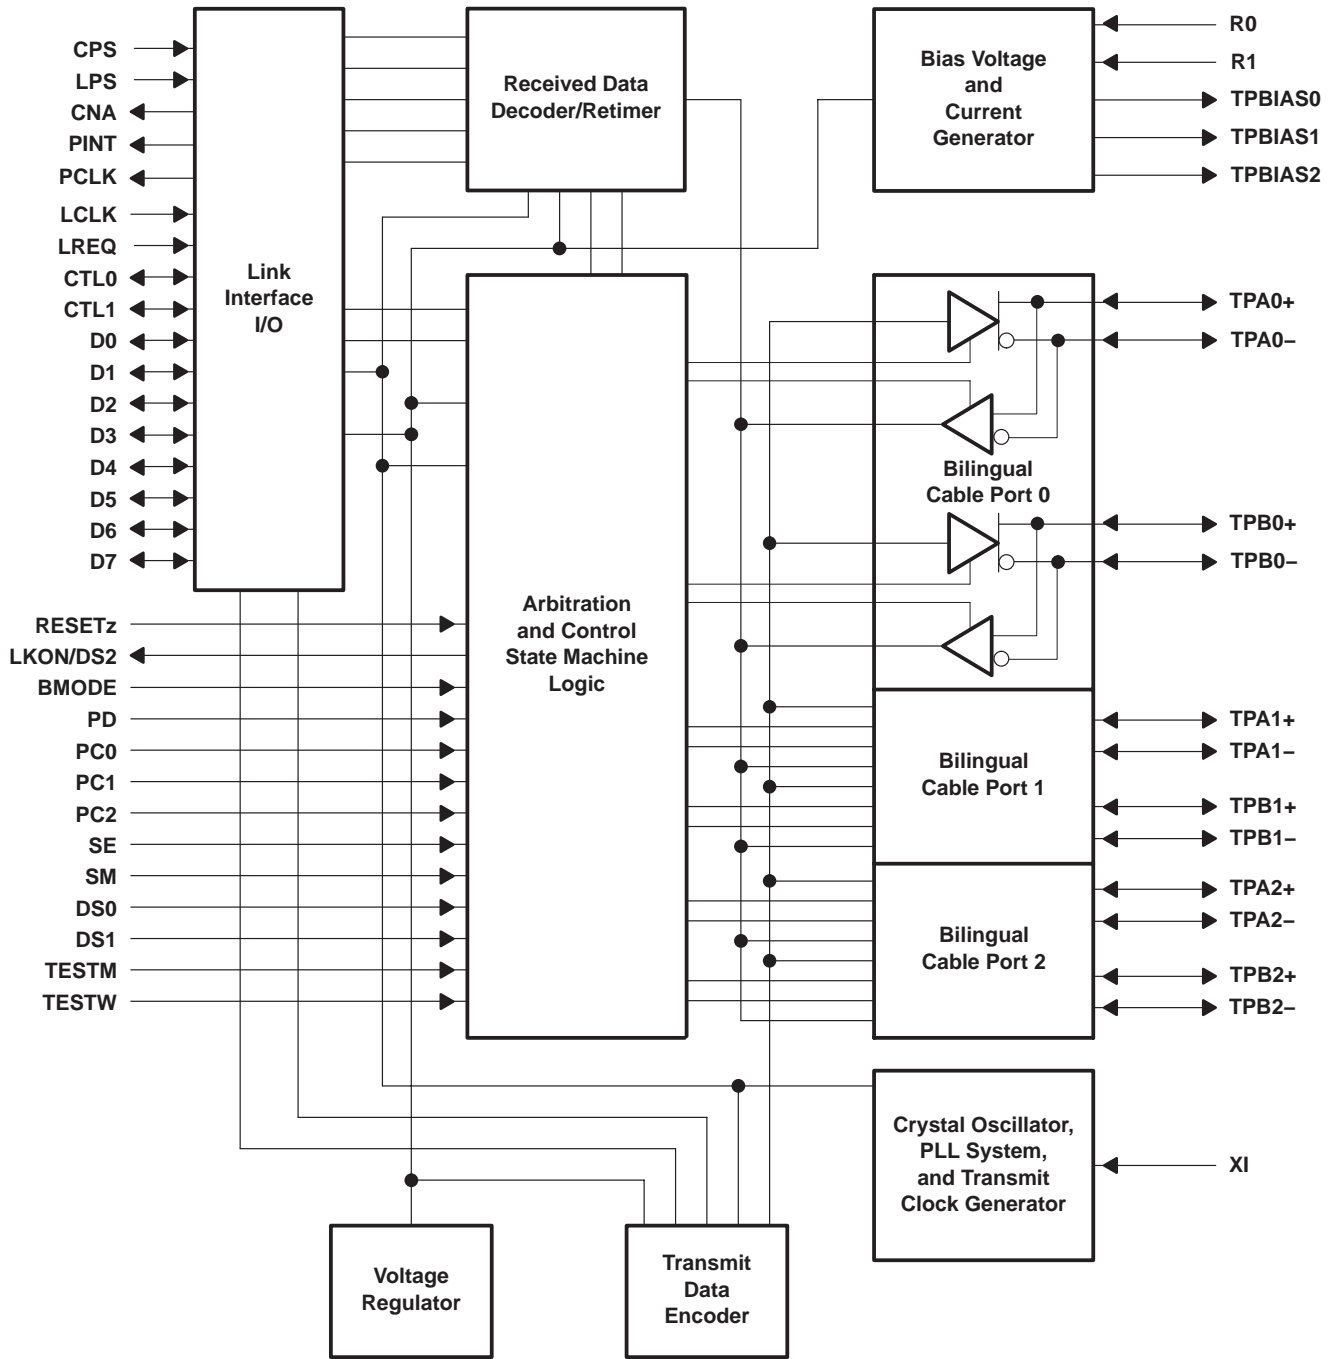 CPS
LPS
CNA
PINT
PCLK
LCLK
LREQ
CTL0
CTL1
D0
D1
D2
D3
D4
D5
D6
D7
RESETz
LKON/DS2
BMODE
PD
PC0
PC1
PC2
SE
SM
DS0
DS1
TESTM
TESTW
Link
Interface
I/O
Received Data
Decoder/Retimer
Arbitration
and Control
State Machine
Logic
Bias Voltage
and
Current
Generator
Bilingual
Cable Port 0
Bilingual
Cable Port 1
Bilingual
Cable Port 2
Crystal Oscillator,
PLL System,
and Transmit
Clock Generator
Voltage
Regulator
Transmit
Data
Encoder
R0
R1
TPBIAS0
TPBIAS1
TPBIAS2
TPA0+
TPA0−
TPB0+
TPB0−
TPA1+
TPA1−
TPB1+
TPB1−
TPA2+
TPA2−
TPB2+
TPB2−
XI